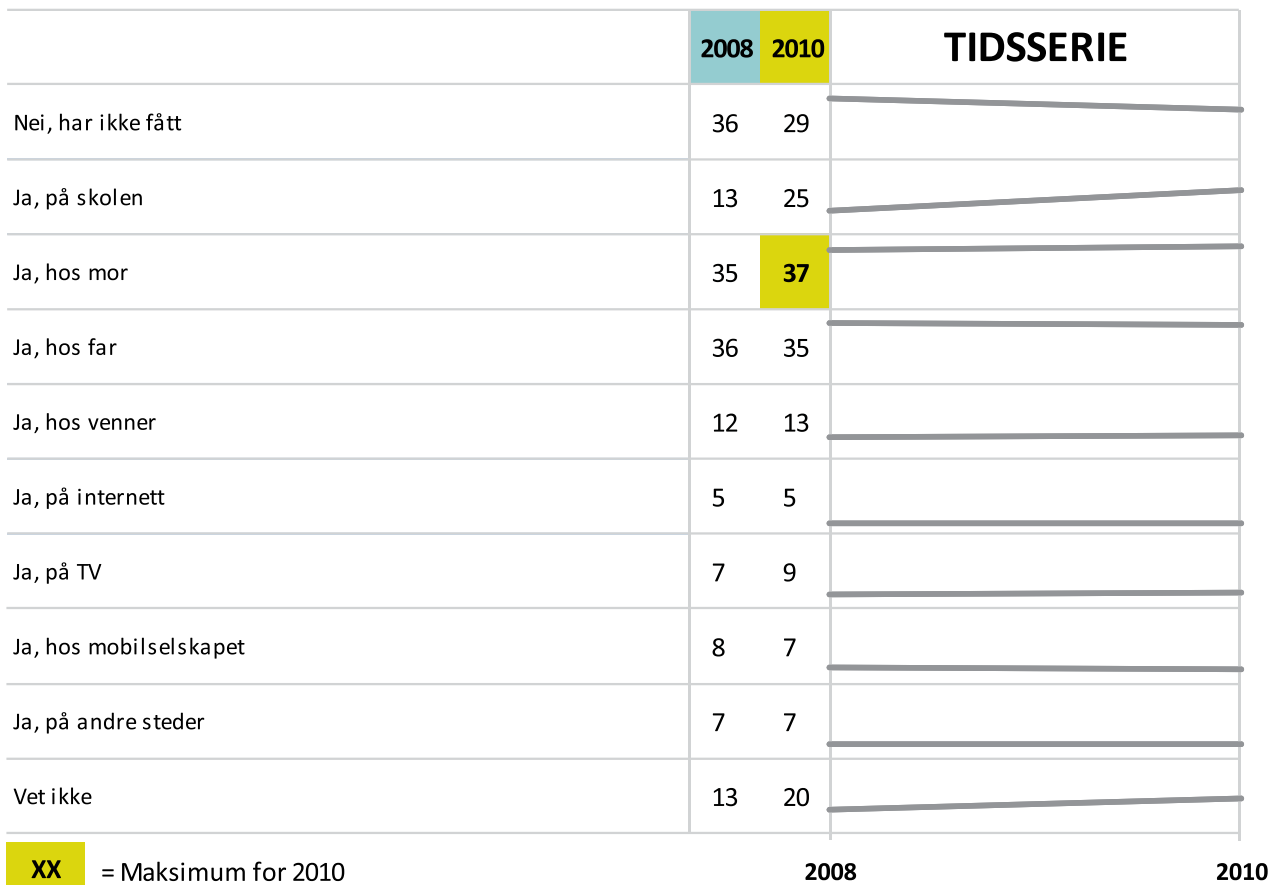 2008 2010 TIDSSERIE
Nei, har ikke fått 36 29
Ja, på skolen 13 25
Ja, hos mor 35 37
Ja, hos far 36 35
Ja, hos venner 12 13
Ja, på internett 5 5
Ja, på TV 7 9
Ja, hos mobilselskapet 8 7
Ja, på andre steder 7 7
Vet ikke 13 20
XX = Maksimum for 2010 2008 2010